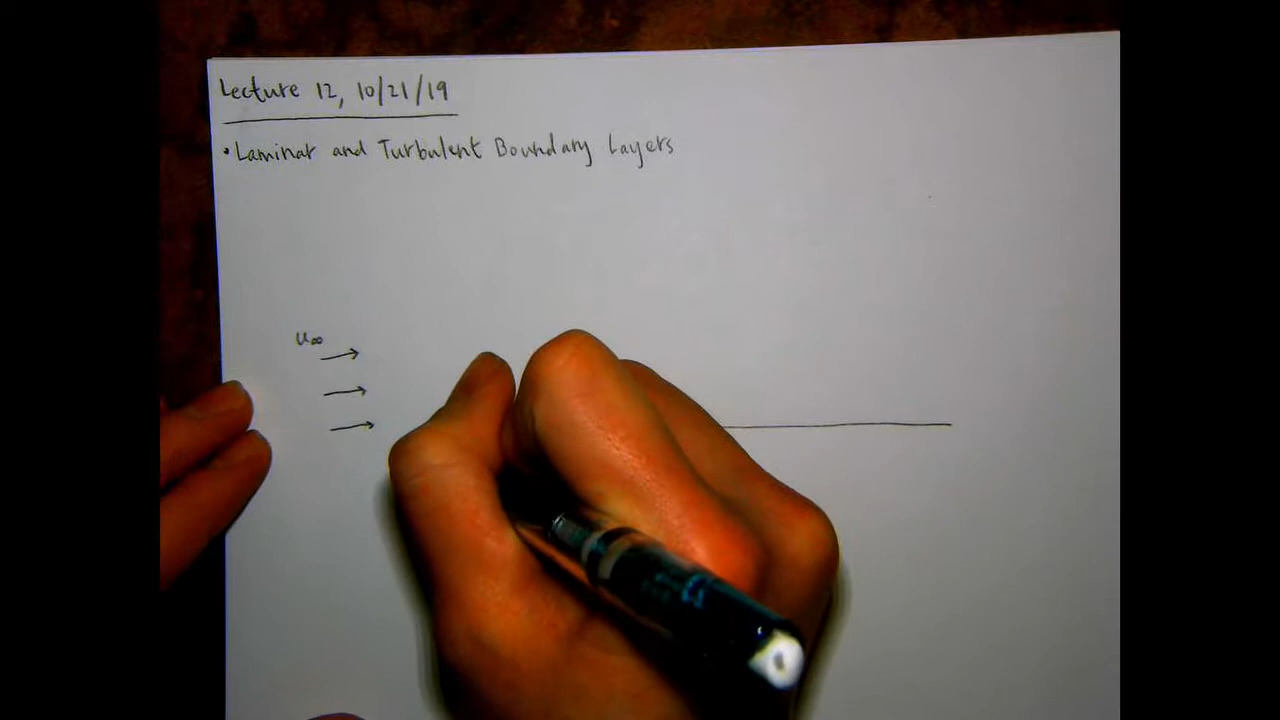 Lecture 12, 10/21/19
• Laminar and Turbulent Boundary Layers
u∞